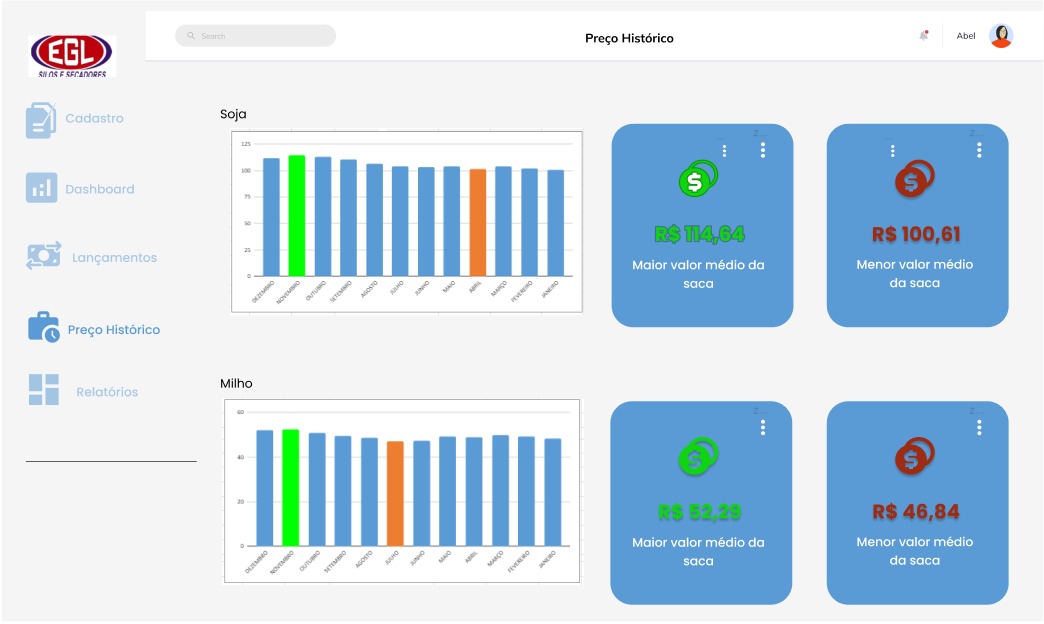 Search
Preço Histórico
Abel
EGL
SILOS E SECADORES
Cadastro
Dashboard
Lançamentos
Preço Histórico
Relatórios
Soja
125
100
75
50
25
0
DEZEMBRO
NOVEMBRO
OUTUBRO
SETEMBRO
AGOSTO
JULHO
JUNHO
MAIO
ABRIL
MARÇO
FEVEREIRO
JANEIRO
R$ 114,64
Maior valor médio da
saca
R$ 100,61
Menor valor médio
da saca
Milho
60
40
20
0
DEZEMBRO
NOVEMBRO
OUTUBRO
SETEMBRO
AGOSTO
JULHO
JUNHO
MAIO
ABRIL
MARÇO
FEVEREIRO
JANEIRO
R$ 52,29
Maior valor médio da
saca
R$ 46,84
Menor valor médio
da saca